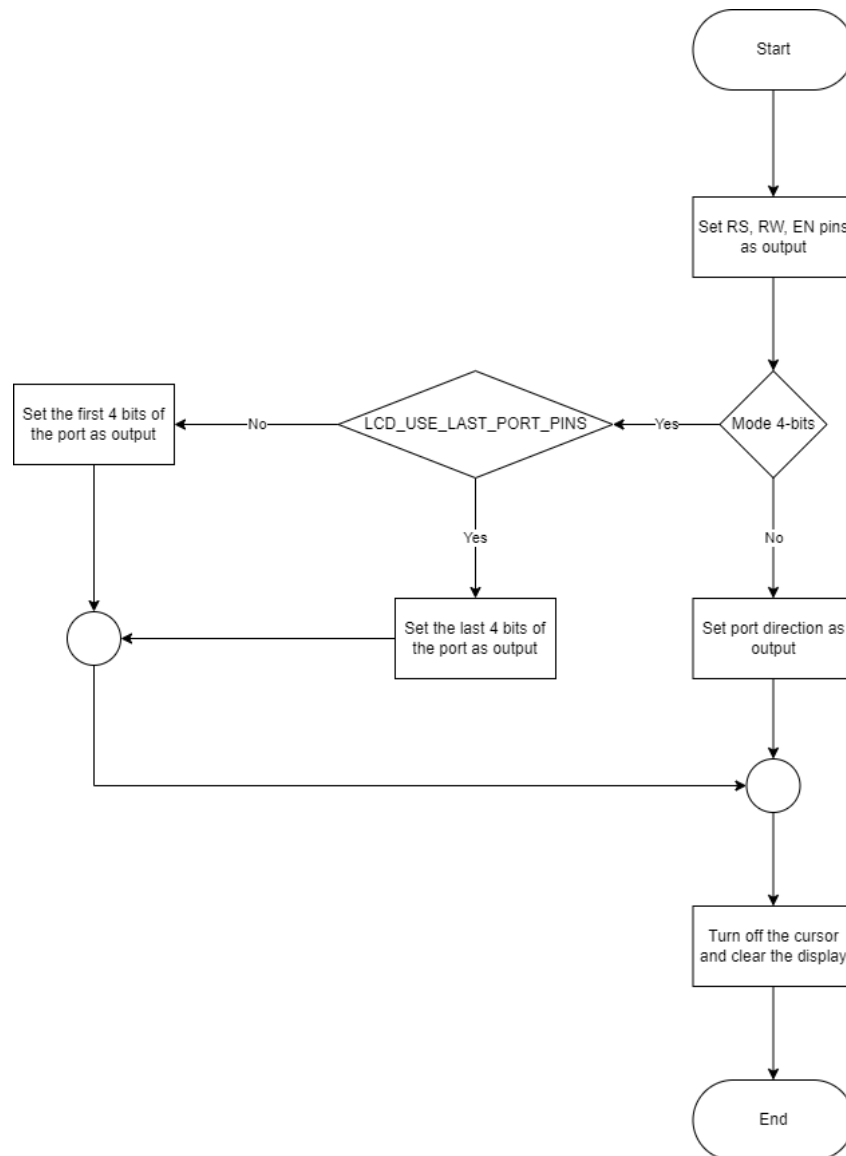 Start
Set RS, RW, EN pins
as output
Mode 4-bits
Yes
LCD_USE_LAST_PORT_PINS
No
Set the first 4 bits of
the port as output
Yes
Set the last 4 bits of
the port as output
No
Set port direction as
output
Turn off the cursor
and clear the display
End